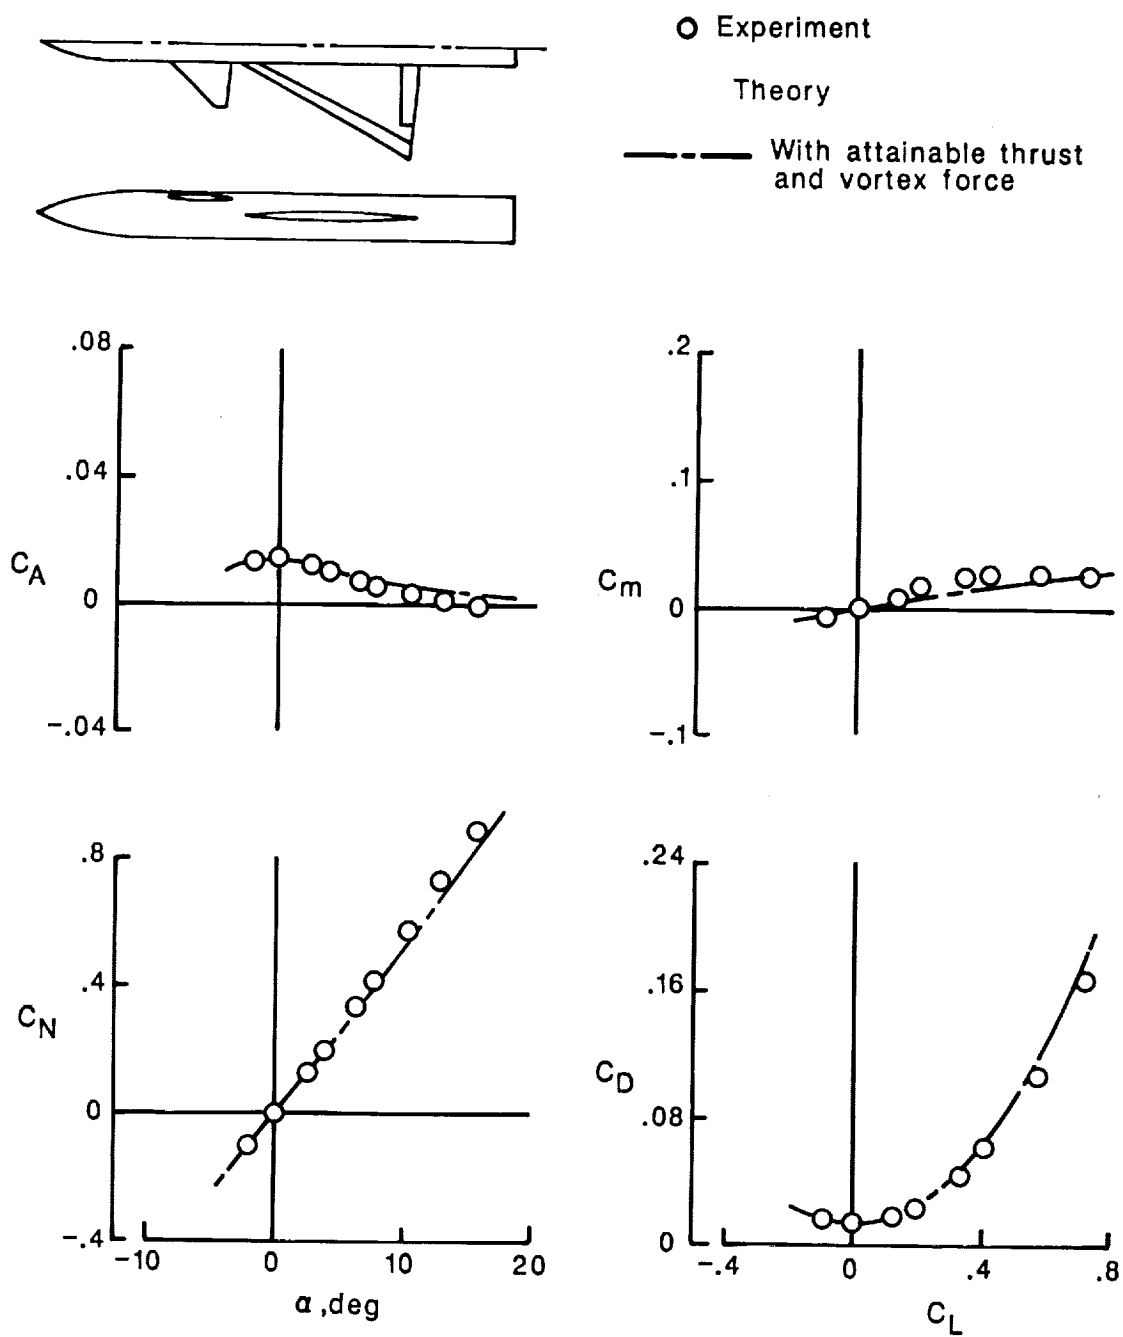 Experiment
Theory
With attainable thrust
and vortex force
.08
.04
C_A
0
-.04
.2
.1
C_m
0
-.1
.8
.4
C_N
0
-.4
-10
0
10
20
α,deg
.24
.16
C_D
.08
0
-.4
0
.4
.8
C_L